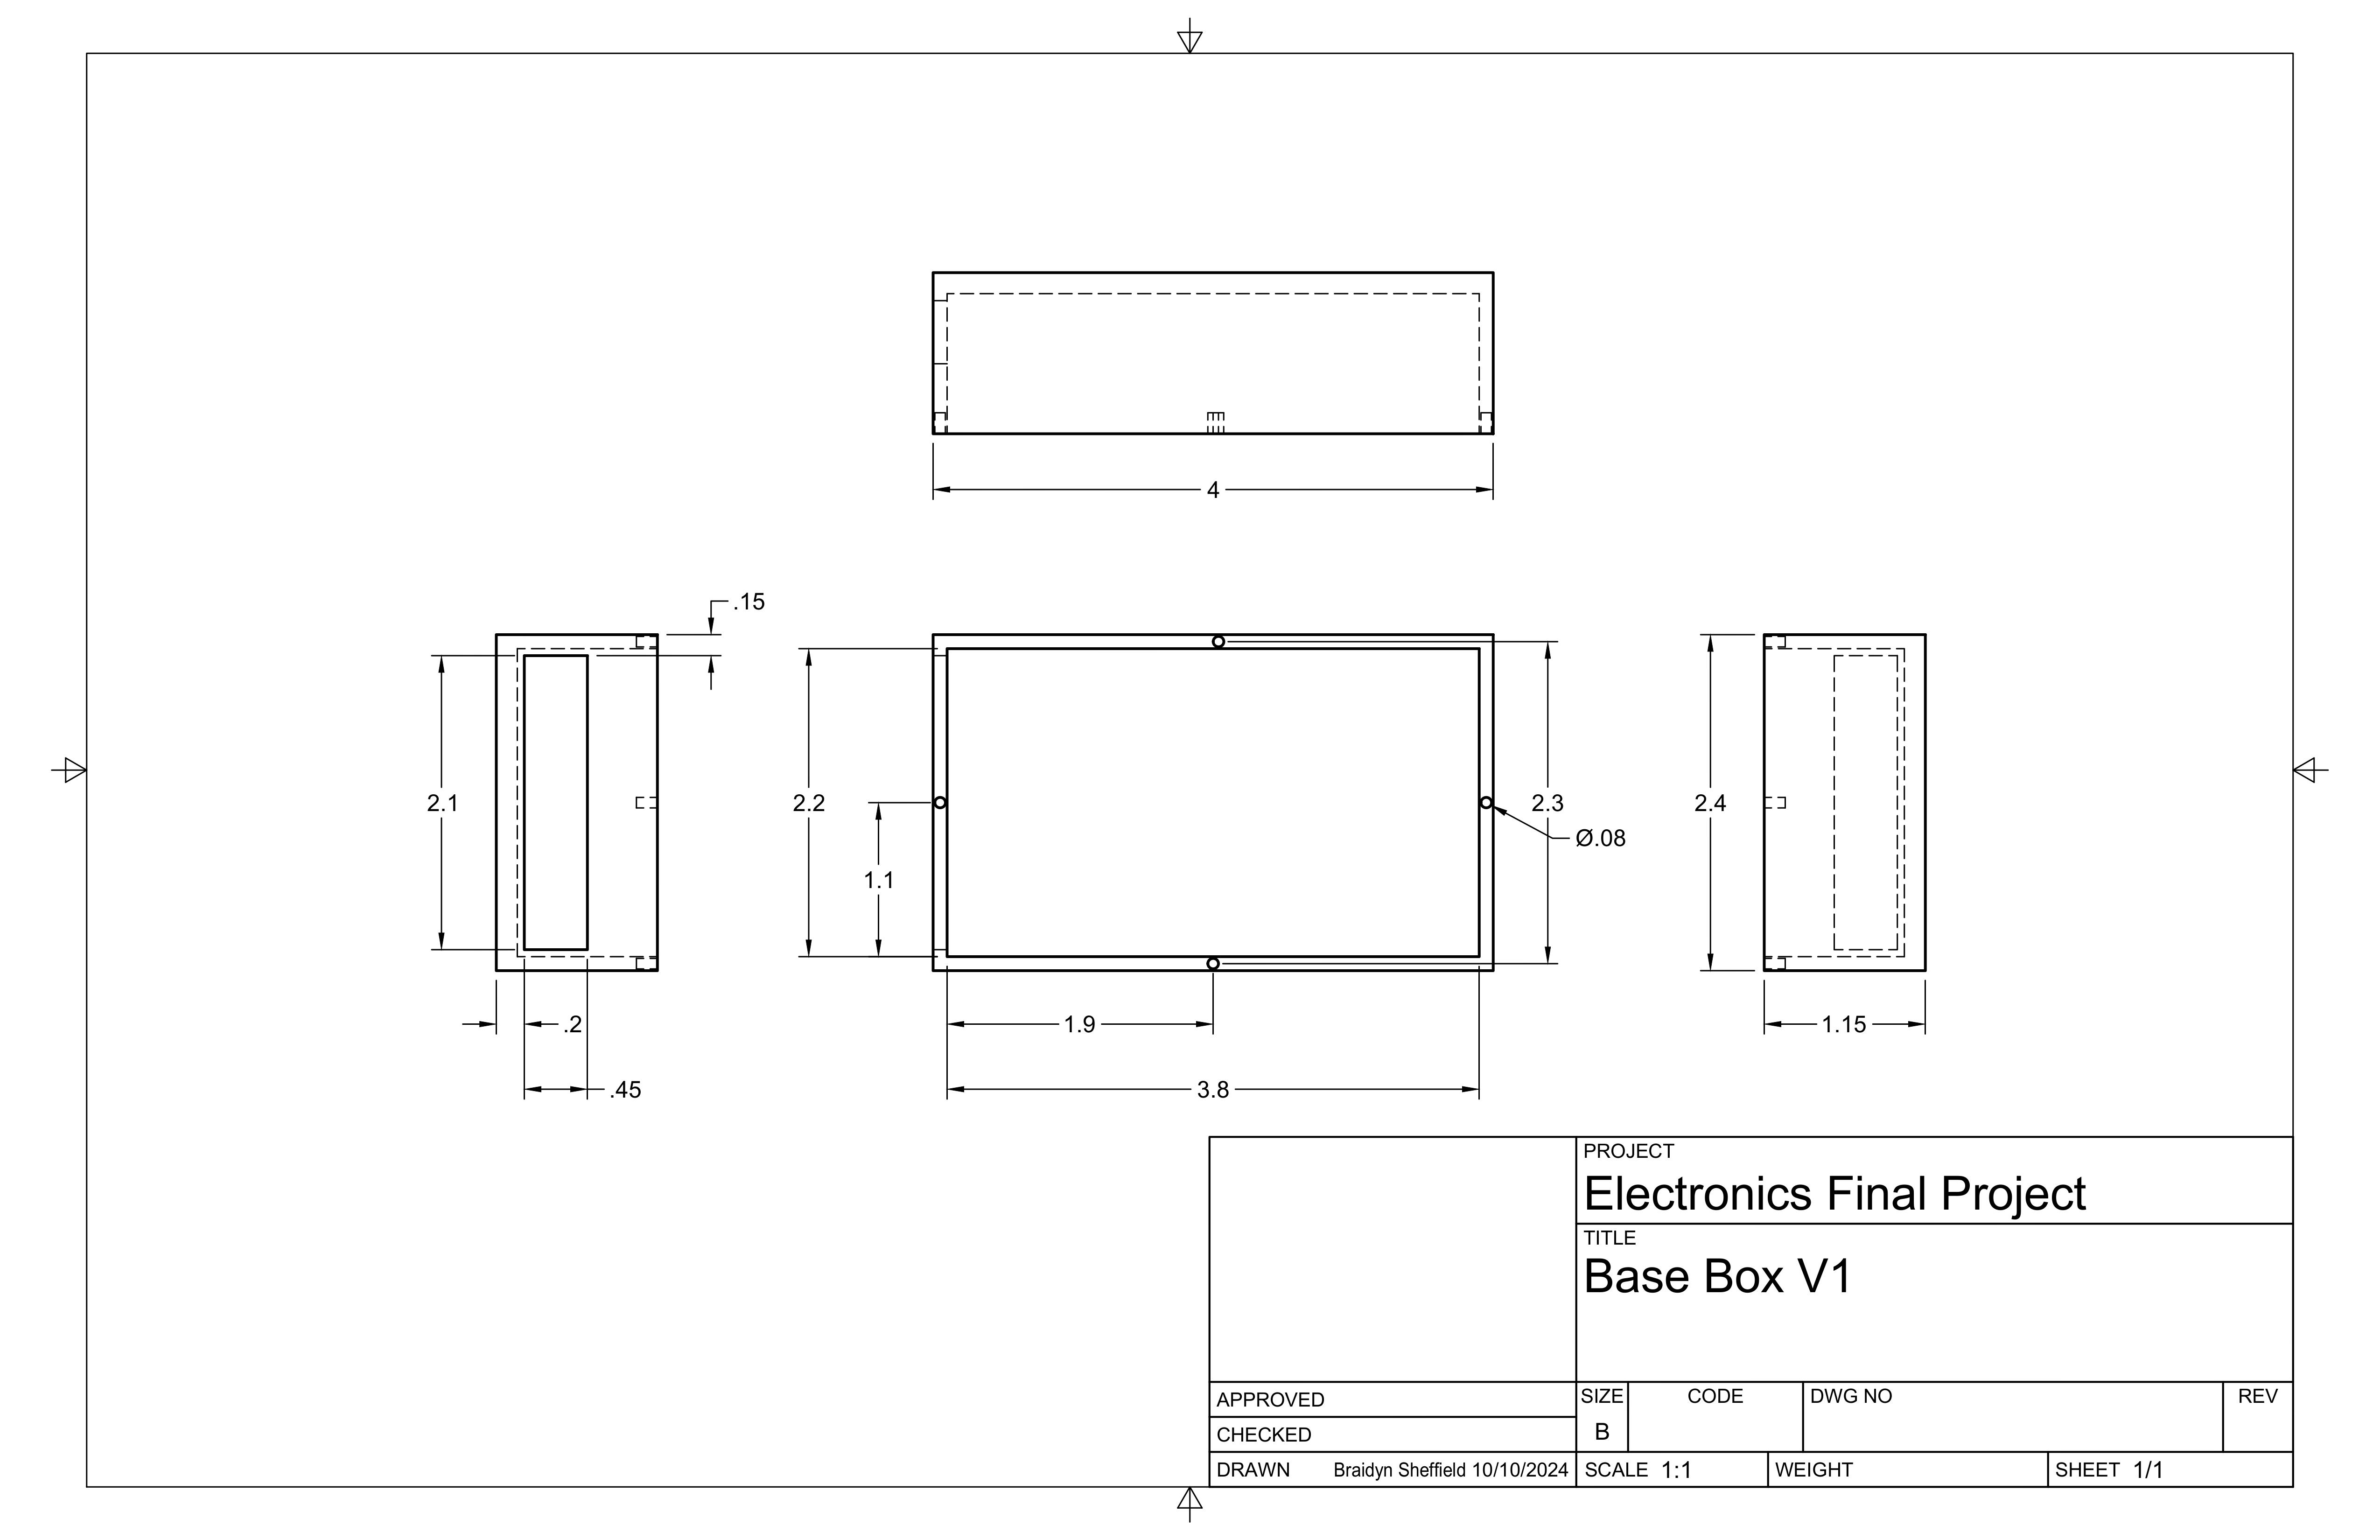 4
.15
2.1
2.2
1.1
2.3
Ø.08
2.4
.2
1.9
1.15
.45
3.8
PROJECT
Electronics Final Project
TITLE
Base Box V1
APPROVED
CHECKED
DRAWN Braidyn Sheffield 10/10/2024
SIZE
B
CODE
DWG NO
REV
SCALE 1:1
WEIGHT
SHEET 1/1